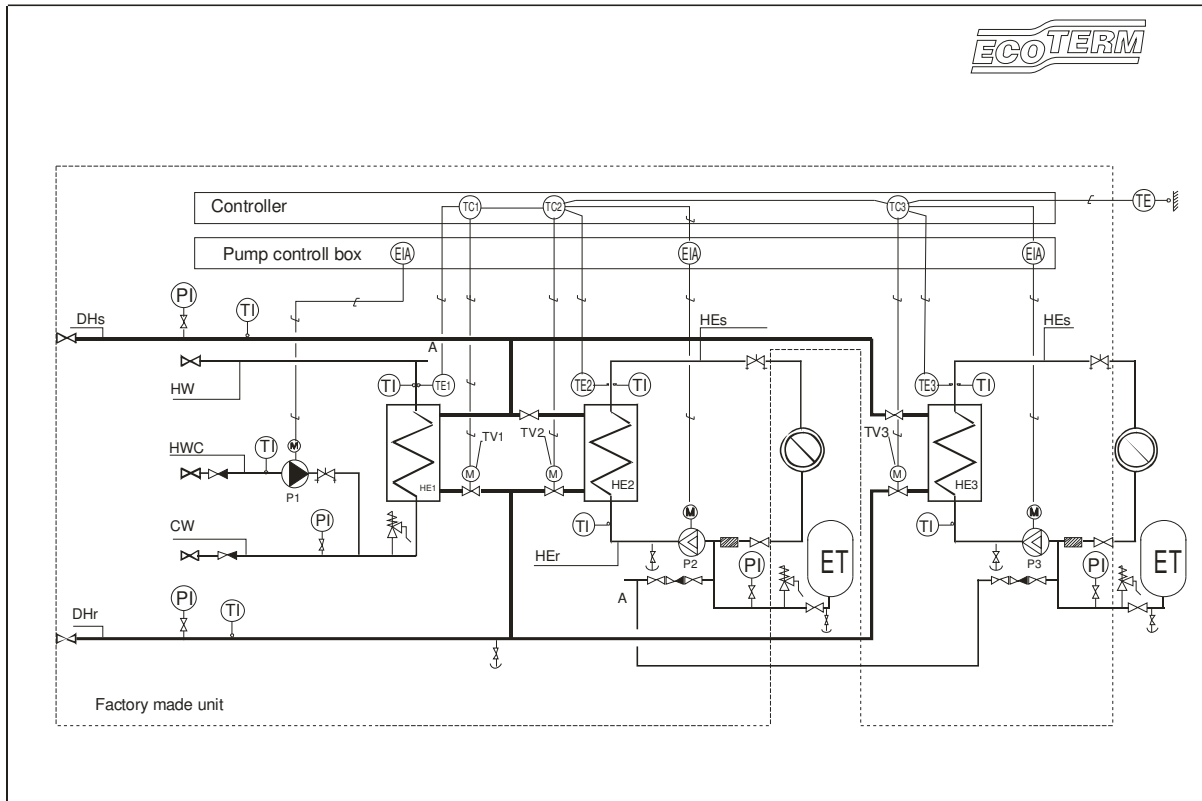 ECOTERM
Controller
TC1
TC2
TC3
TE
Pump controll box
EIA
EIA
EIA
PI
TI
DHs
A
HEs
HEs
HW
TI
TE1
TE2
TI
TE3
TI
HWC
TI
M
P1
TV1
TV2
TV3
M
M
M
HE1
HE2
HE3
CW
PI
TI
M
TI
M
HEr
P2
P3
ET
ET
PI
PI
A
PI
TI
DHr
Factory made unit